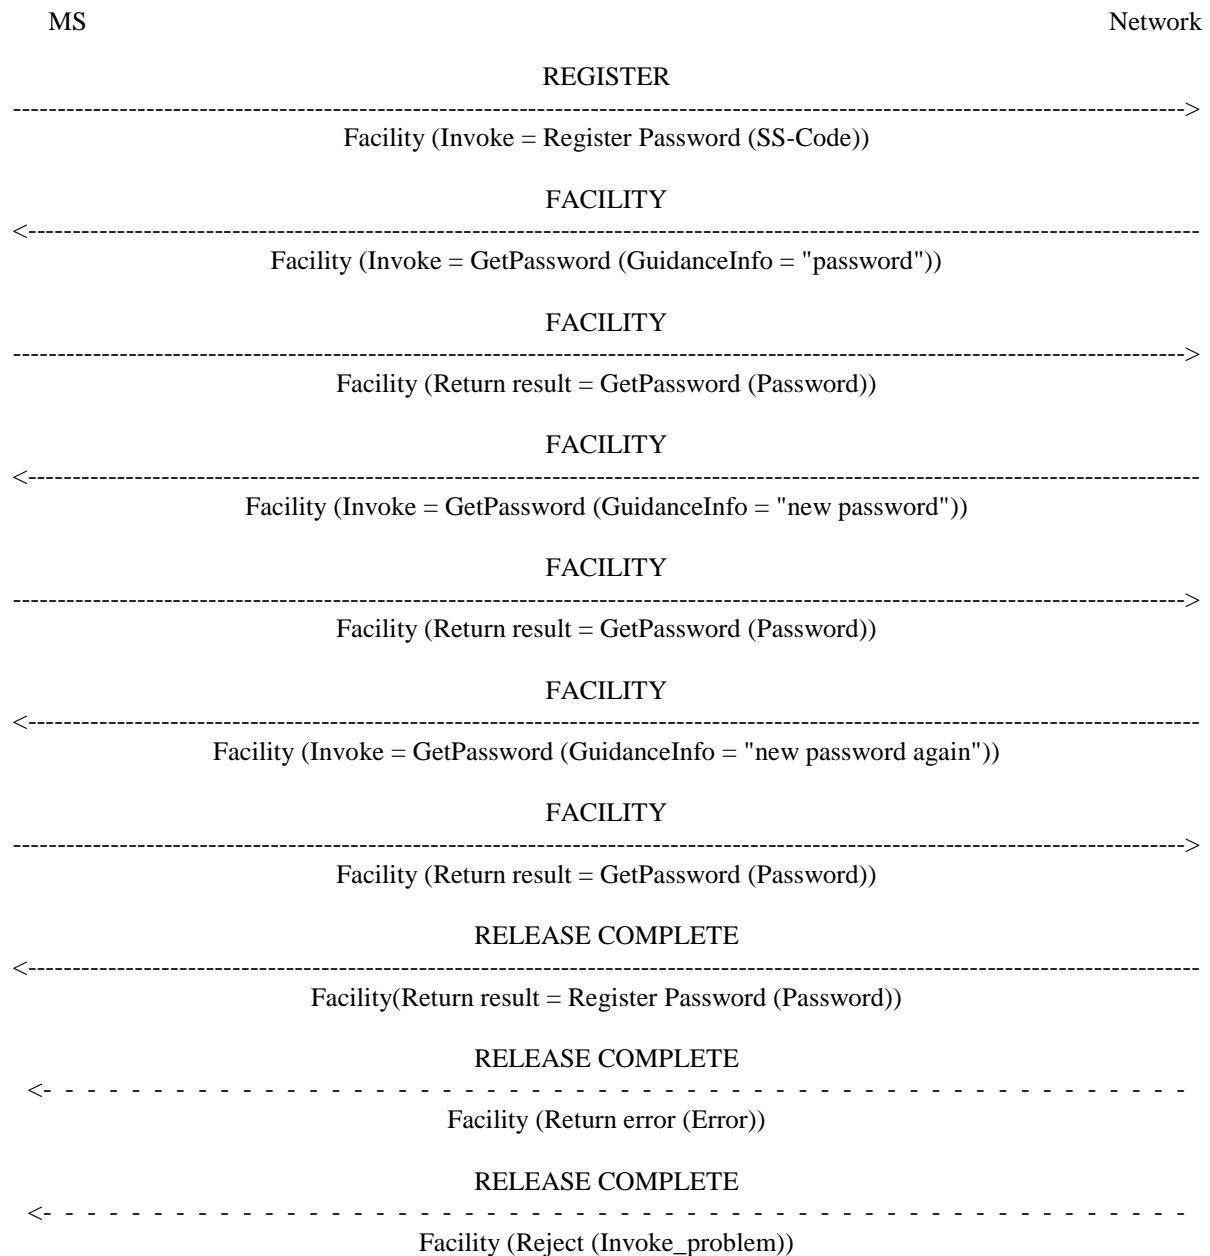 MS Network
REGISTER
Facility (Invoke = Register Password (SS-Code))
FACILITY
Facility (Invoke = GetPassword (GuidanceInfo = "password"))
FACILITY
Facility (Return result = GetPassword (Password))
FACILITY
Facility (Invoke = GetPassword (GuidanceInfo = "new password"))
FACILITY
Facility (Return result = GetPassword (Password))
FACILITY
Facility (Invoke = GetPassword (GuidanceInfo = "new password again"))
FACILITY
Facility (Return result = GetPassword (Password))
RELEASE COMPLETE
Facility(Return result = Register Password (Password))
RELEASE COMPLETE
Facility (Return error (Error))
RELEASE COMPLETE
Facility (Reject (Invoke_problem))